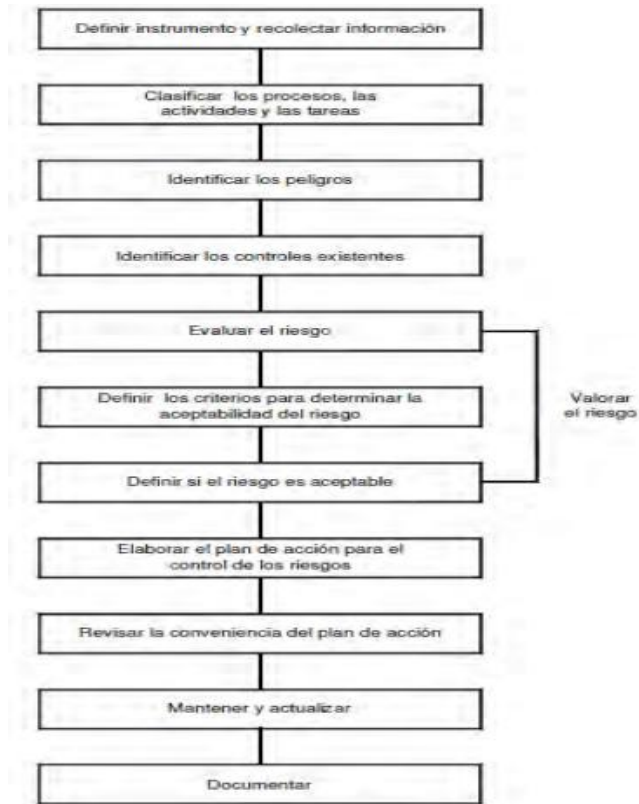 Definir instrumento y recolectar información
Clasificar los procesos, las
actividades y las tareas
Identificar los peligros
Identificar los controles existentes
Evaluar el riesgo
Definir los criterios para determinar la
aceptabilidad del riesgo
Valorar
el riesgo
Definir si el riesgo es aceptable
Elaborar el plan de acción para el
control de los riesgos
Revisar la conveniencia del plan de acción
Mantener y actualizar
Documentar